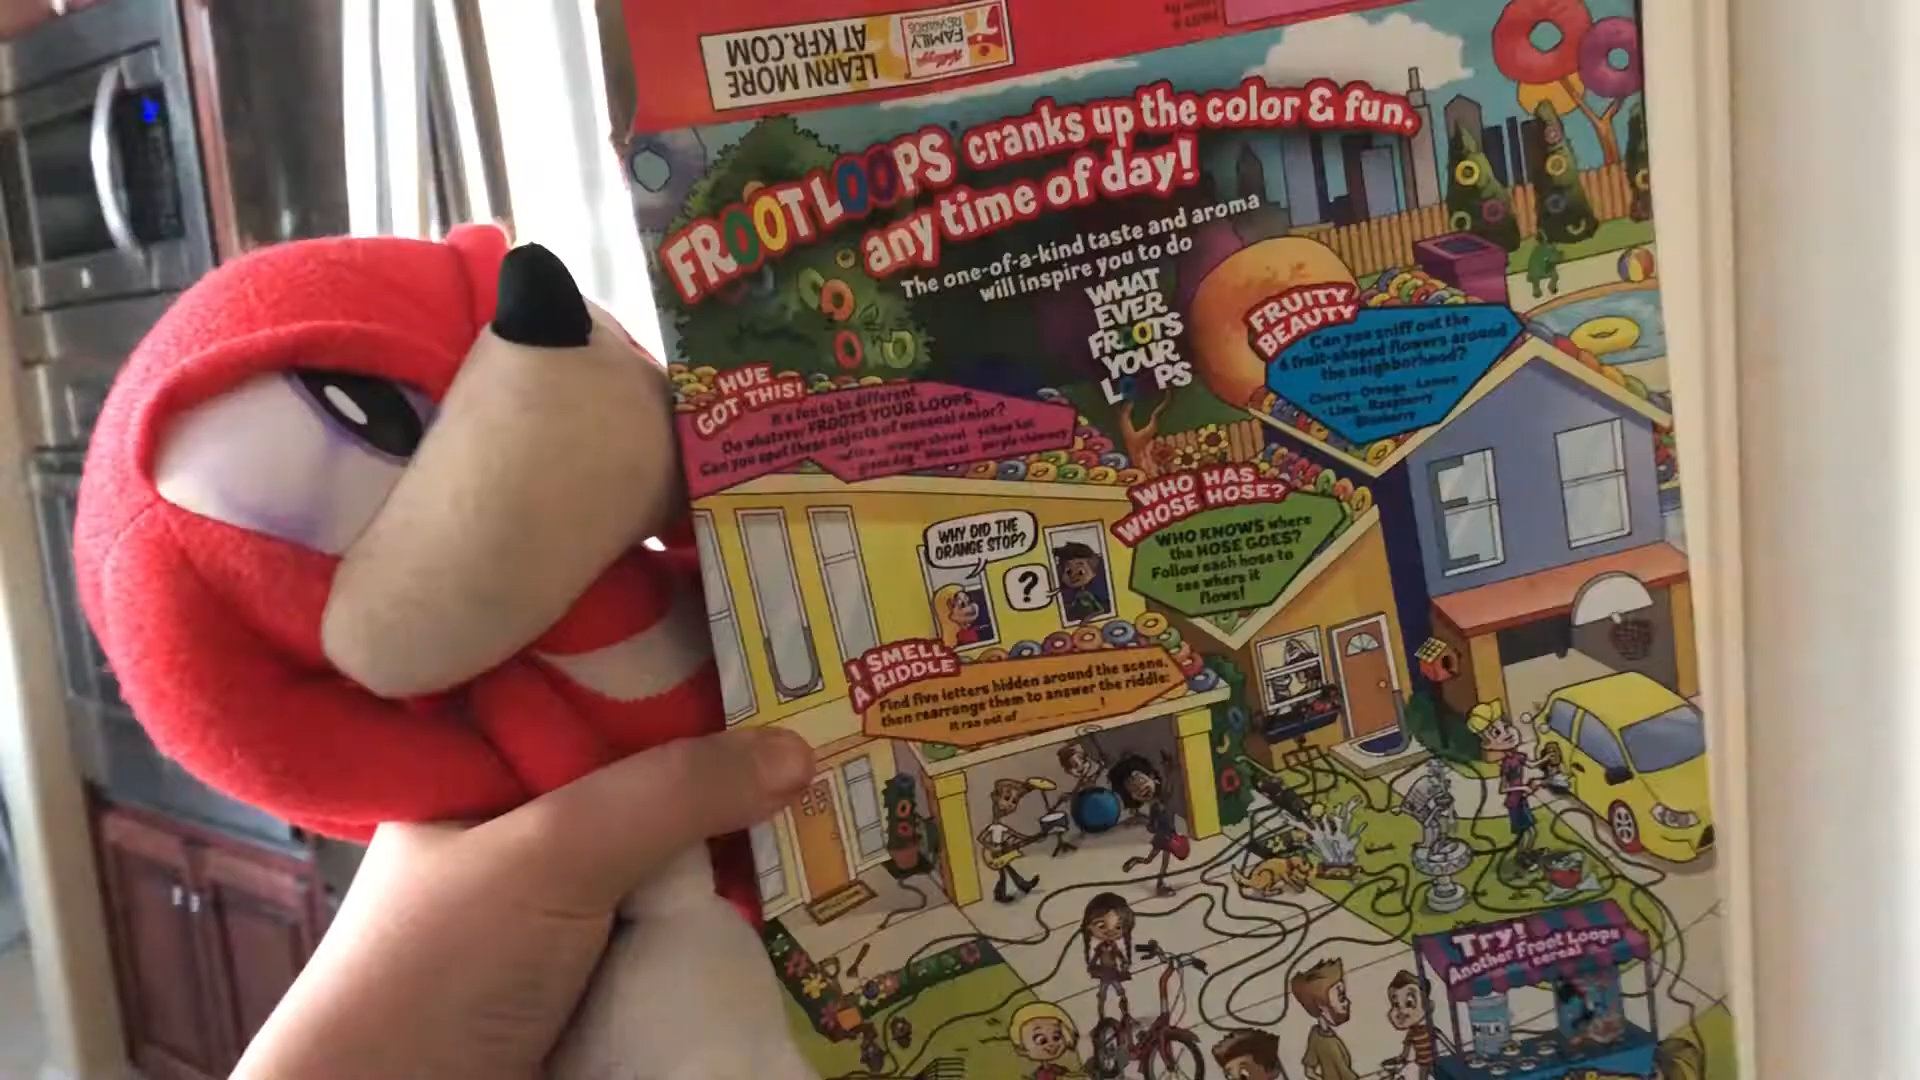 LEARN MORE
AT KFR.COM
Kellogg's
FAMILY
REWARDS
FROOT LOOPS cranks up the color & fun,
any time of day!
The one-of-a-kind taste and aroma
will inspire you to do
WHAT
EVER
FROOTS
YOUR
LOOPS
FRUITY
BEAUTY
Can you sniff out the
6 fruit-shaped flowers around
the neighborhood?
Cherry · Orange · Lemon
· Lime · Raspberry
· Blueberry
HUE
GOT THIS!
It's fun to be different.
Do whatever FROOTS YOUR LOOPS.
Can you spot these objects of unusual color?
orange shovel · yellow hat
· green dog · blue cat · purple chimney
WHO HAS
WHOSE HOSE?
WHO KNOWS where
the HOSE GOES?
Follow each hose to
see where it
flows!
WHY DID THE
ORANGE STOP?
?
I SMELL
A RIDDLE
Find five letters hidden around the scene,
then rearrange them to answer the riddle:
It ran out of _ _ _ _ _ !
Try!
Another Froot Loops
cereal
MILK